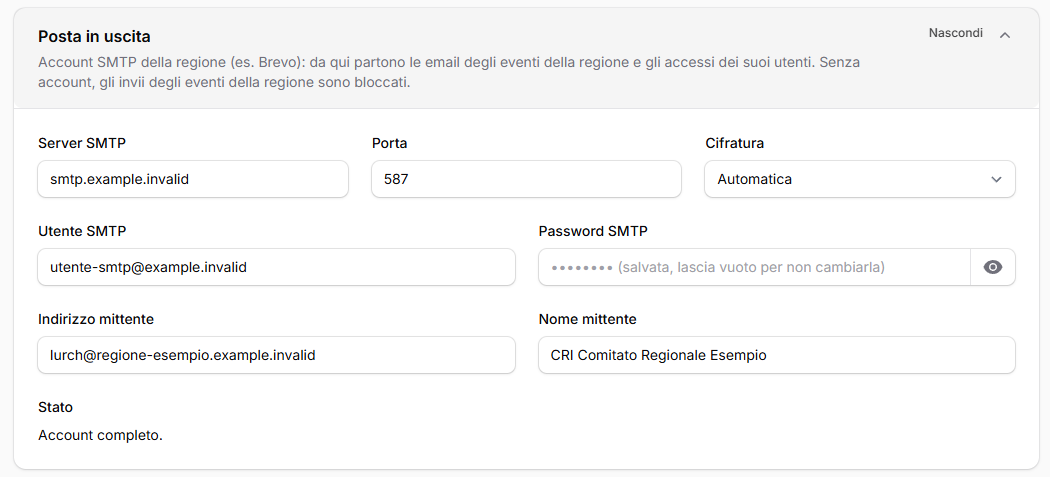 Posta in uscita
Nascondi
Account SMTP della regione (es. Brevo): da qui partono le email degli eventi della regione e gli accessi dei suoi utenti. Senza
account, gli invii degli eventi della regione sono bloccati.
Server SMTP
Porta
Cifratura
smtp.example.invalid
587
Automatica
Utente SMTP
Password SMTP
utente-smtp@example.invalid
•••••••• (salvata, lascia vuoto per non cambiarla)
Indirizzo mittente
Nome mittente
lurch@regione-esempio.example.invalid
CRI Comitato Regionale Esempio
Stato
Account completo.